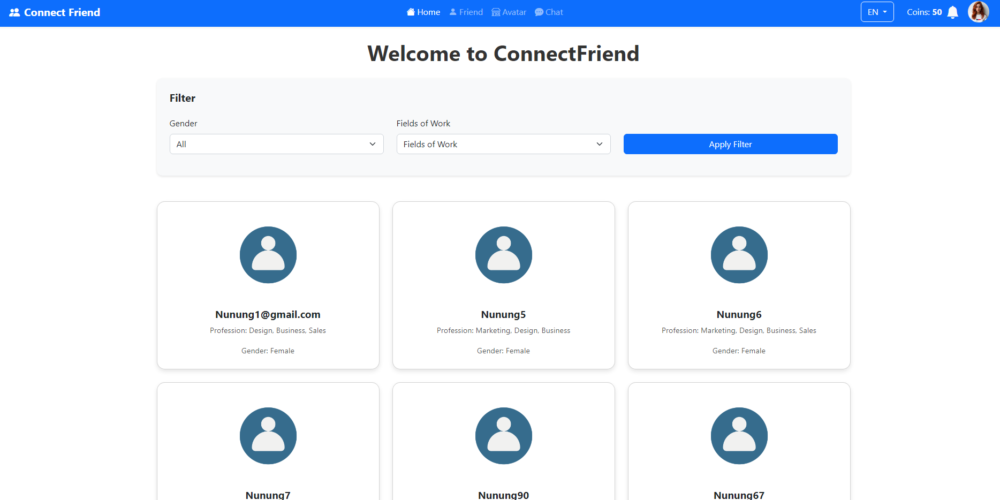 Connect Friend
Home Friend Avatar Chat
EN
Coins: 50
Welcome to ConnectFriend
Filter
Gender
Fields of Work
All
Fields of Work
Apply Filter
Nunung1@gmail.com
Profession: Design, Business, Sales
Gender: Female
Nunung5
Profession: Marketing, Design, Business
Gender: Female
Nunung6
Profession: Marketing, Design, Business, Sales
Gender: Female
Nunung7
Nunung90
Nunung67